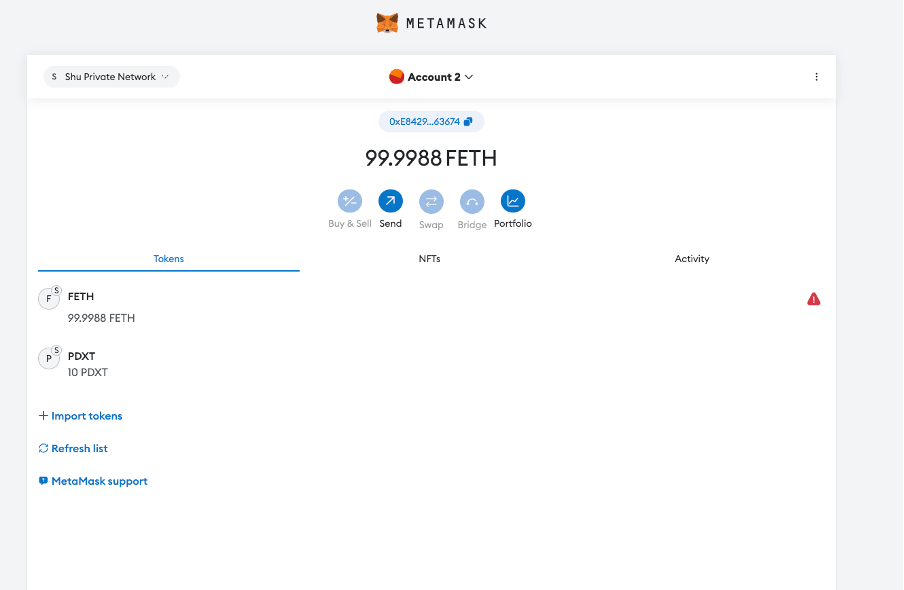 METAMASK
S Shu Private Network
Account 2
0xE8429...63674
99.9988 FETH
Buy & Sell Send Swap Bridge Portfolio
Tokens NFTs Activity
F S FETH
99.9988 FETH
P S PDXT
10 PDXT
+ Import tokens
Refresh list
MetaMask support